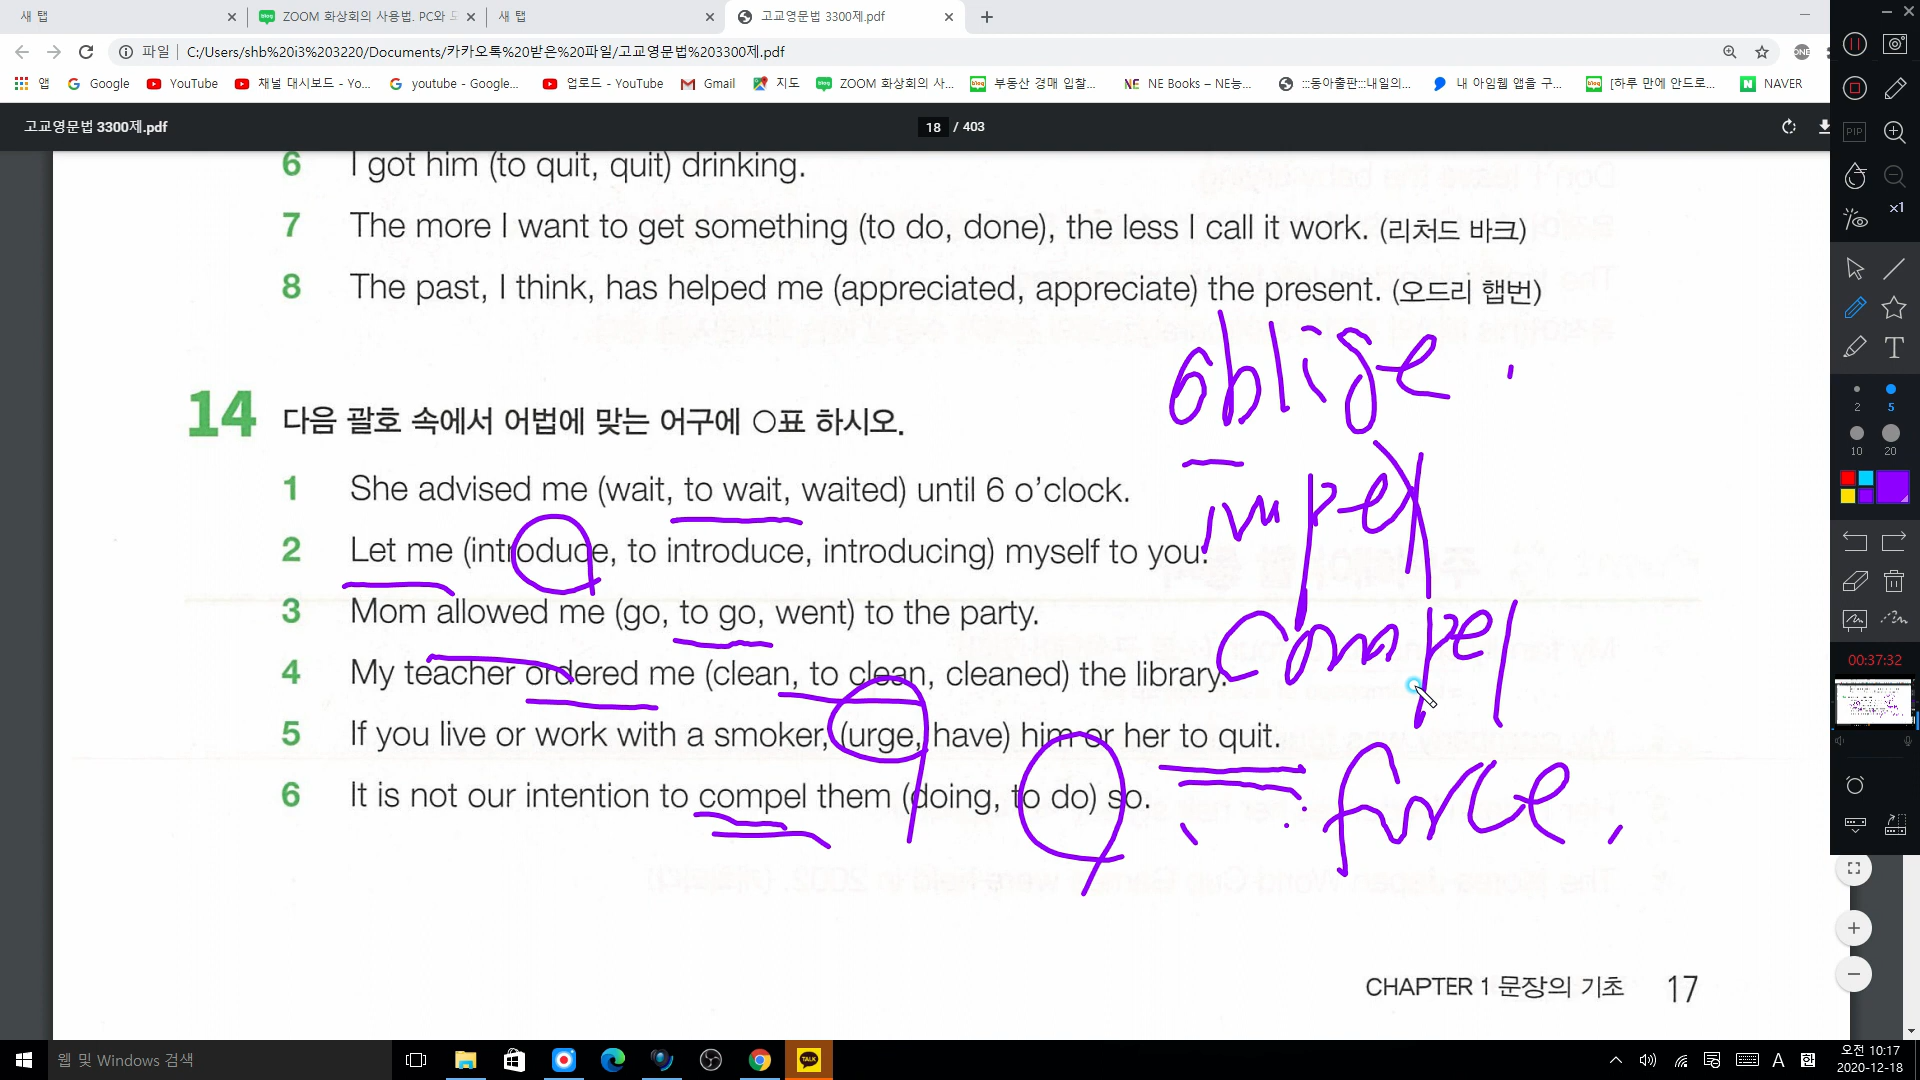 새 탭
ZOOM 화상회의 사용법. PC와 모
새 탭
고교영문법 3300제.pdf
파일 | C:/Users/shb%20i3%203220/Documents/카카오톡%20받은%20파일/고교영문법%203300제.pdf
앱 Google YouTube 채널 대시보드 - Yo... youtube - Google... 업로드 - YouTube Gmail 지도 ZOOM 화상회의 사... 부동산 경매 입찰... NE Books – NE능... :::동아출판:::내일의... 내 아임웹 앱을 구... [하루 만에 안드로... NAVER
고교영문법 3300제.pdf
18 / 403
6 I got him (to quit, quit) drinking.
7 The more I want to get something (to do, done), the less I call it work. (리처드 바크)
8 The past, I think, has helped me (appreciated, appreciate) the present. (오드리 햅번)
oblige
14 다음 괄호 속에서 어법에 맞는 어구에 ○표 하시오.
1 She advised me (wait, to wait, waited) until 6 o'clock.
impel
2 Let me (introduce, to introduce, introducing) myself to you.
3 Mom allowed me (go, to go, went) to the party.
compel
4 My teacher ordered me (clean, to clean, cleaned) the library.
5 If you live or work with a smoker, (urge, have) him or her to quit.
6 It is not our intention to compel them (doing, to do) so.
force
CHAPTER 1 문장의 기초 17
PIP
x1
T
2 5
10 20
00:37:32
웹 및 Windows 검색
TALK
A 한
오전 10:17
2020-12-18